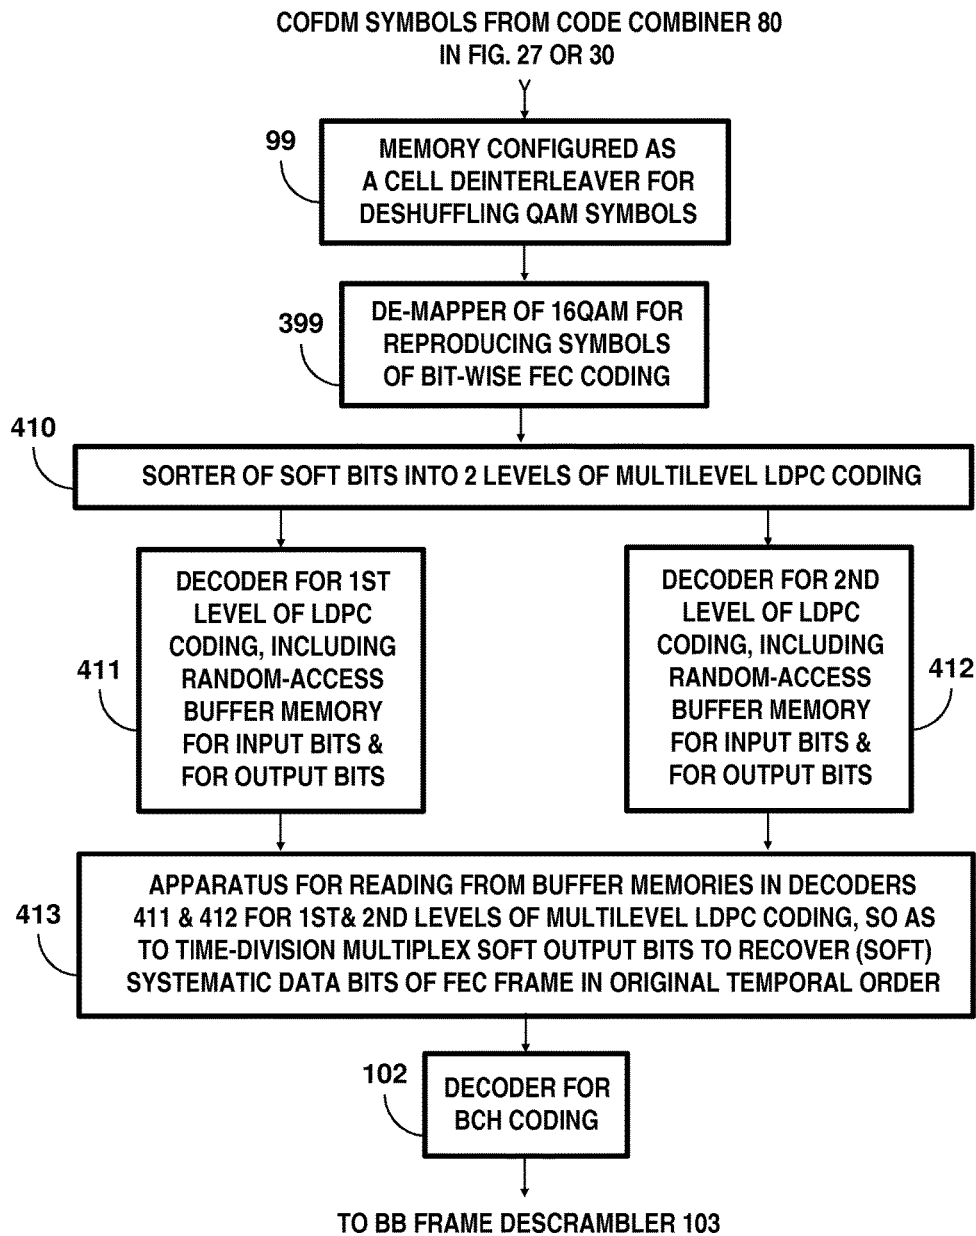 COFDM SYMBOLS FROM CODE COMBINER 80
IN FIG. 27 OR 30
99
MEMORY CONFIGURED AS
A CELL DEINTERLEAVER FOR
DESHUFFLING QAM SYMBOLS
399
DE-MAPPER OF 16QAM FOR
REPRODUCING SYMBOLS
OF BIT-WISE FEC CODING
410
SORTER OF SOFT BITS INTO 2 LEVELS OF MULTILEVEL LDPC CODING
411
DECODER FOR 1ST
LEVEL OF LDPC
CODING, INCLUDING
RANDOM-ACCESS
BUFFER MEMORY
FOR INPUT BITS &
FOR OUTPUT BITS
DECODER FOR 2ND
LEVEL OF LDPC
CODING, INCLUDING
RANDOM-ACCESS
BUFFER MEMORY
FOR INPUT BITS &
FOR OUTPUT BITS
412
413
APPARATUS FOR READING FROM BUFFER MEMORIES IN DECODERS
411 & 412 FOR 1ST& 2ND LEVELS OF MULTILEVEL LDPC CODING, SO AS
TO TIME-DIVISION MULTIPLEX SOFT OUTPUT BITS TO RECOVER (SOFT)
SYSTEMATIC DATA BITS OF FEC FRAME IN ORIGINAL TEMPORAL ORDER
102
DECODER FOR
BCH CODING
TO BB FRAME DESCRAMBLER 103